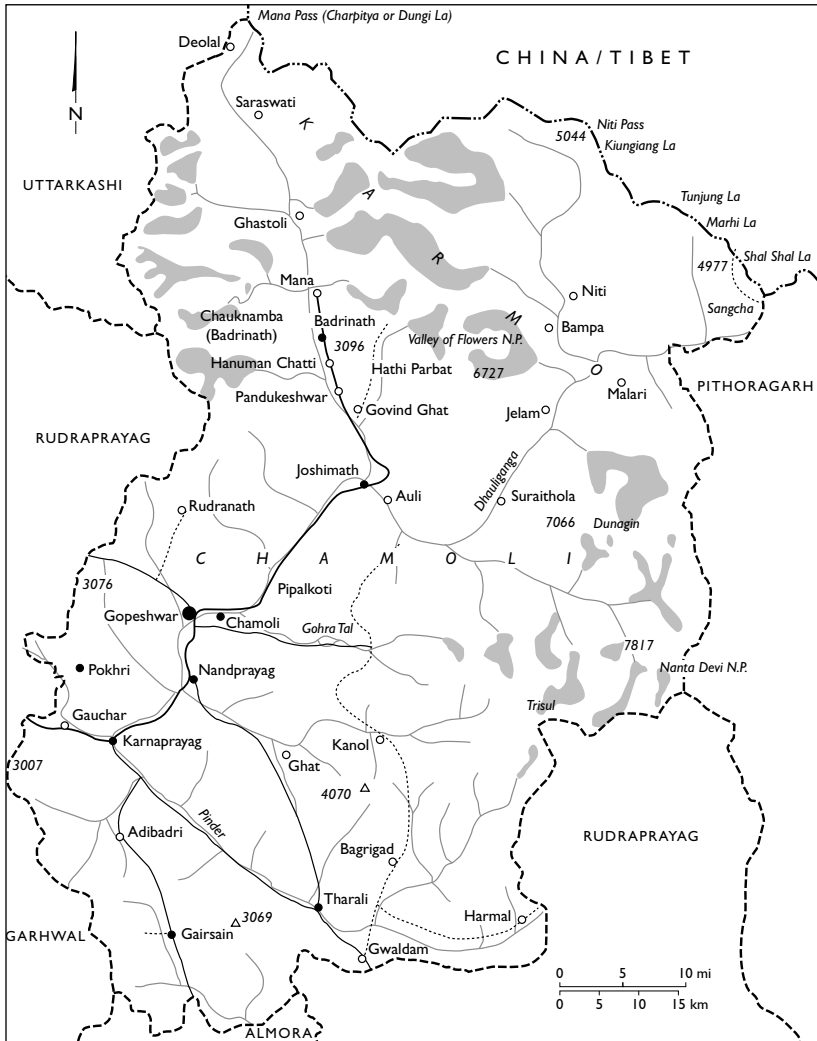 Mana Pass (Charpitya or Dungi La)
Deolal
CHINA/TIBET
N
Saraswati
K
A
R
M
O
5044
Niti Pass
Kiungiang La
UTTARKASHI
Tunjung La
Marhi La
Ghastoli
Shal Shal La
4977
Mana
Niti
Sangcha
Chauknamba
(Badrinath)
Badrinath
3096
Valley of Flowers N.P.
Bampa
Hanuman Chatti
Hathi Parbat
6727
PITHORAGARH
Malari
Pandukeshwar
Govind Ghat
Jelam
RUDRAPRAYAG
Joshimath
Auli
Dhauliganga
Suraithola
Rudranath
7066
Dunagin
CHAMOLI
3076
Pipalkoti
Gopeshwar
Chamoli
Gohra Tal
7817
Pokhri
Nandprayag
Nanta Devi N.P.
Trisul
Gauchar
Karnaprayag
Kanol
Ghat
3007
4070
Pinder
Adibadri
Bagrigad
RUDRAPRAYAG
Tharali
Harmal
3069
GARHWAL
Gairsain
Gwaldam
0 5 10 mi
0 5 10 15 km
ALMORA